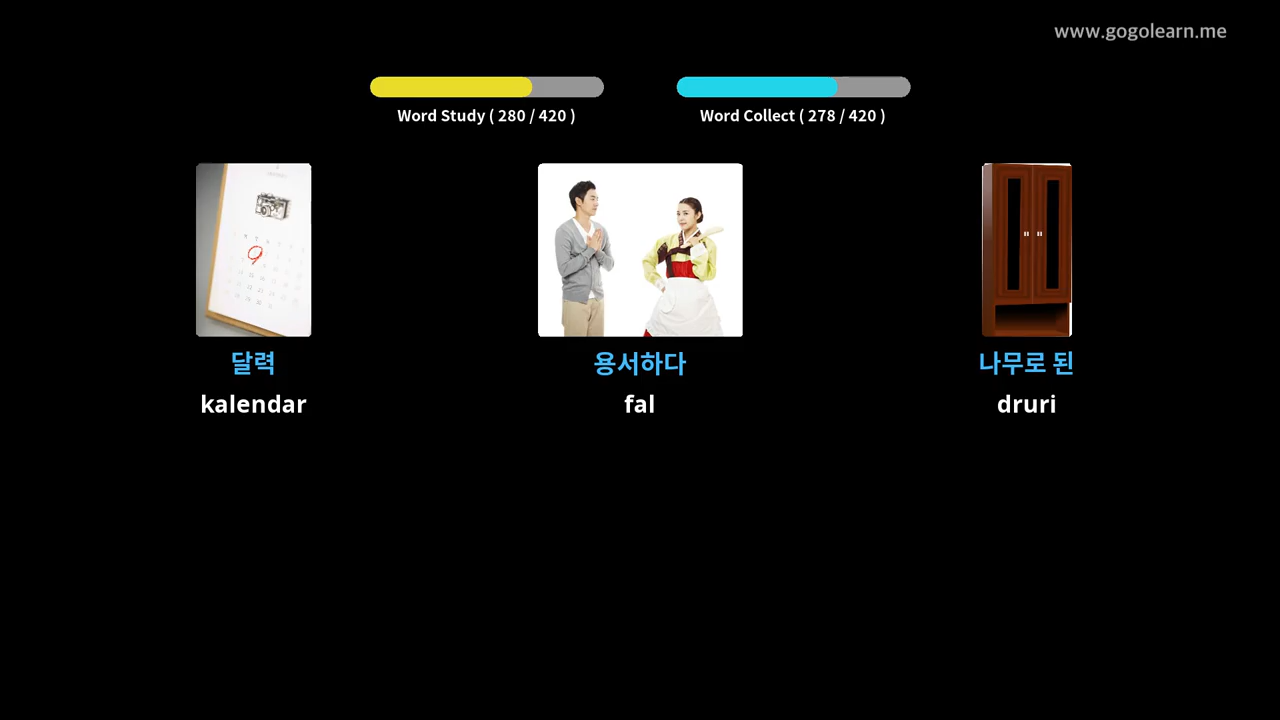 www.gogolearn.me
Word Study ( 280 / 420 )
Word Collect ( 278 / 420 )
달력
용서하다
나무로 된
kalendar
fal
druri